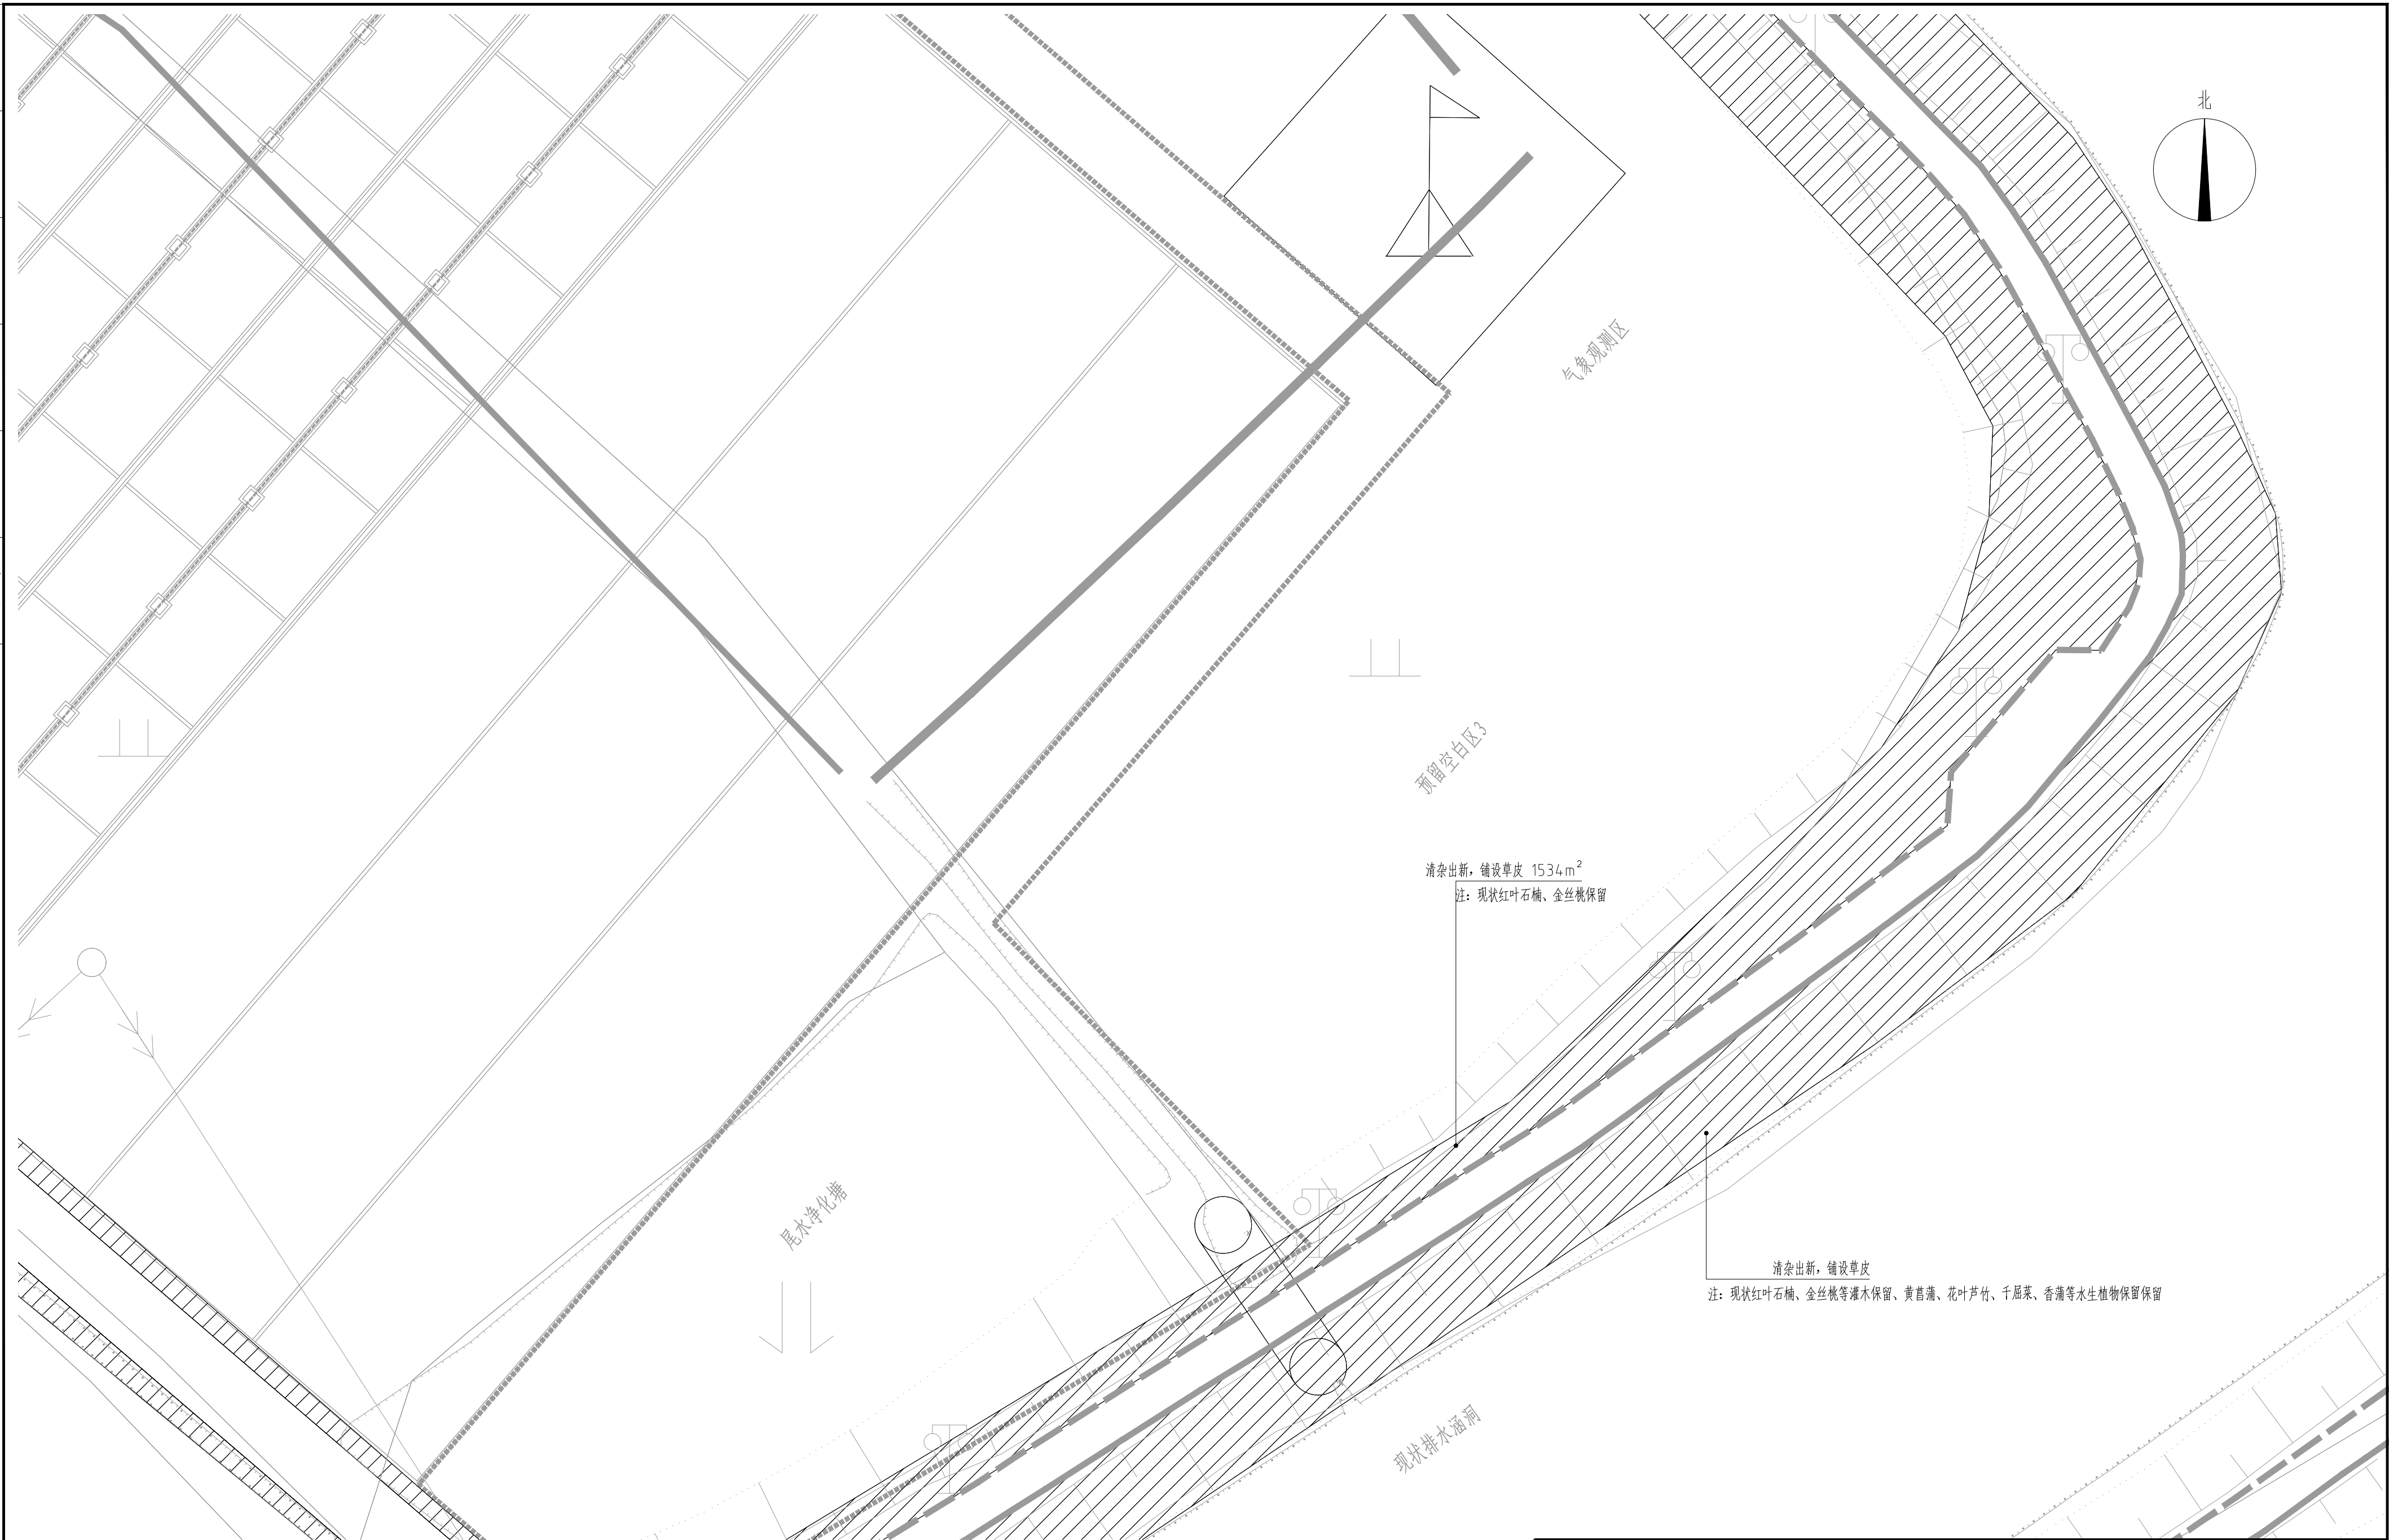 北
气象观测区
预留空白区3
清杂出新，铺设草皮 1534m²
注：现状红叶石楠、金丝桃保留
尾水净化塘
清杂出新，铺设草皮
注：现状红叶石楠、金丝桃等灌木保留、黄菖蒲、花叶芦竹、千屈菜、香蒲等水生植物保留保留
现状排水涵洞